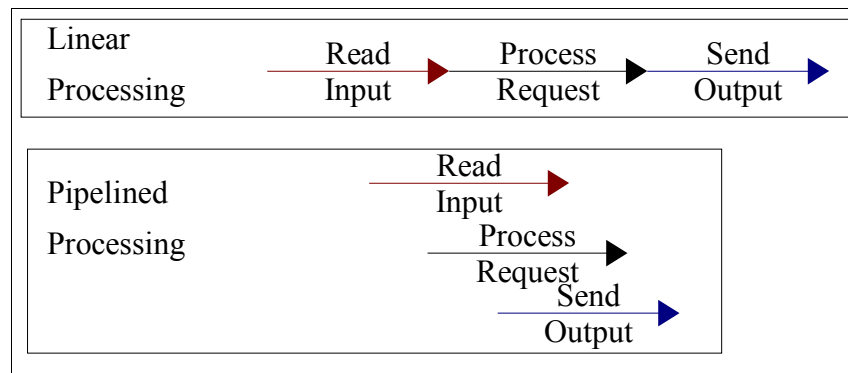 Linear
Processing
Read
Input
Process
Request
Send
Output
Pipelined
Processing
Read
Input
Process
Request
Send
Output